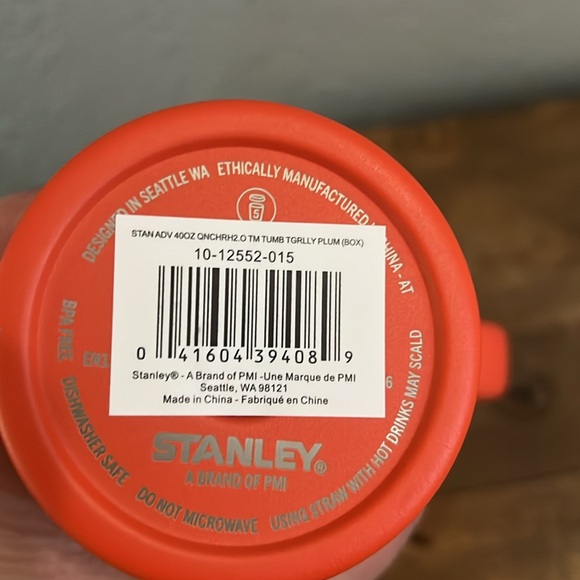 DESIGNED IN SEATTLE WA ETHICALLY MANUFACTURED
CHINA - AT
5
STAN ADV 40OZ QNCHRH2.O TM TUMB TGRLLY PLUM (BOX)
10-12552-015
0 41604 39408 9
Stanley® - A Brand of PMI -Une Marque de PMI
Seattle, WA 98121
Made in China - Fabriqué en Chine
BPA FREE
DISHWASHER SAFE
DO NOT MICROWAVE
USING STRAW WITH HOT DRINKS MAY SCALD
STANLEY®
A BRAND OF PMI